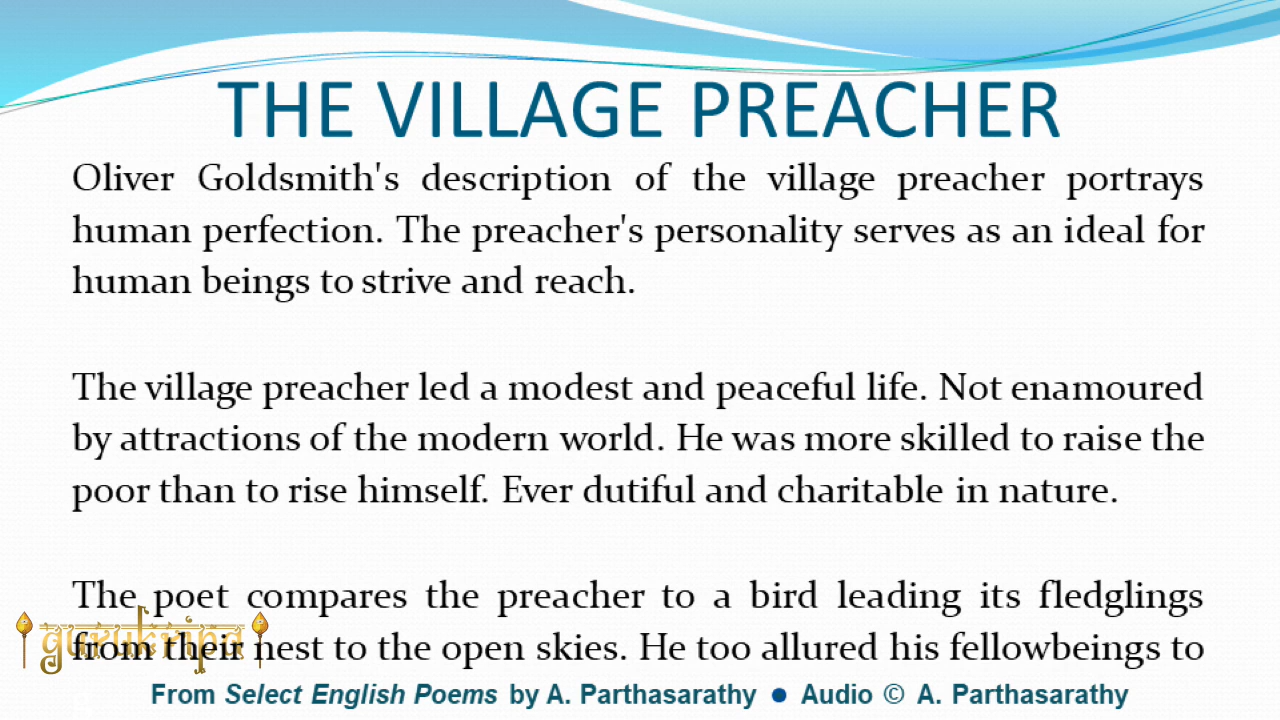 THE VILLAGE PREACHER
Oliver Goldsmith's description of the village preacher portrays
human perfection. The preacher's personality serves as an ideal for
human beings to strive and reach.
The village preacher led a modest and peaceful life. Not enamoured
by attractions of the modern world. He was more skilled to raise the
poor than to rise himself. Ever dutiful and charitable in nature.
The poet compares the preacher to a bird leading its fledglings
from their nest to the open skies. He too allured his fellowbeings to
gurukripa
From Select English Poems by A. Parthasarathy ● Audio © A. Parthasarathy